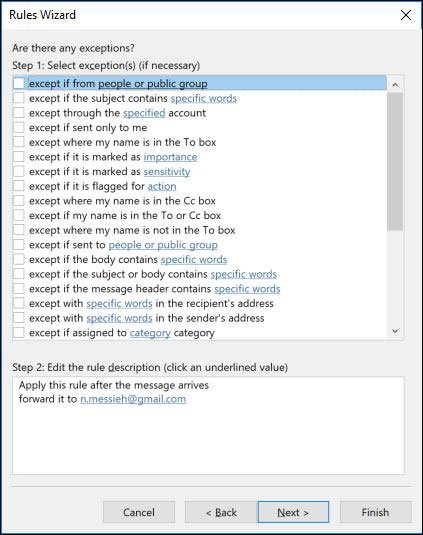 Rules Wizard
Are there any exceptions?
Step 1: Select exception(s) (if necessary)
except if from people or public group
except if the subject contains specific words
except through the specified account
except if sent only to me
except where my name is in the To box
except if it is marked as importance
except if it is marked as sensitivity
except if it is flagged for action
except where my name is in the Cc box
except if my name is in the To or Cc box
except where my name is not in the To box
except if sent to people or public group
except if the body contains specific words
except if the subject or body contains specific words
except if the message header contains specific words
except with specific words in the recipient's address
except with specific words in the sender's address
except if assigned to category category
Step 2: Edit the rule description (click an underlined value)
Apply this rule after the message arrives
forward it to n.messieh@gmail.com
Cancel < Back Next > Finish